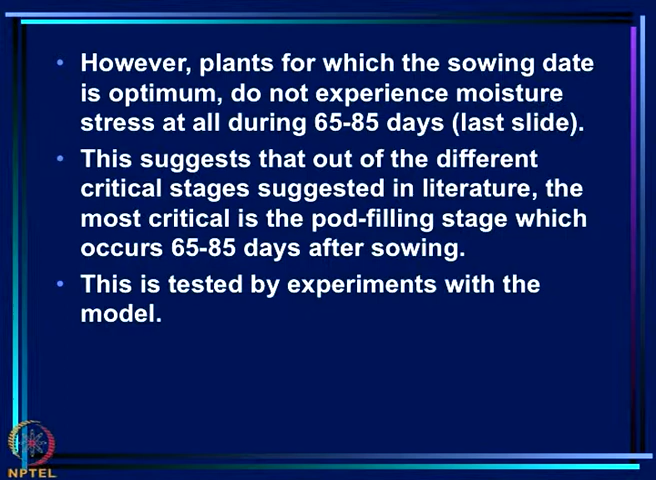 • However, plants for which the sowing date
is optimum, do not experience moisture
stress at all during 65-85 days (last slide).
• This suggests that out of the different
critical stages suggested in literature, the
most critical is the pod-filling stage which
occurs 65-85 days after sowing.
• This is tested by experiments with the
model.
NPTEL